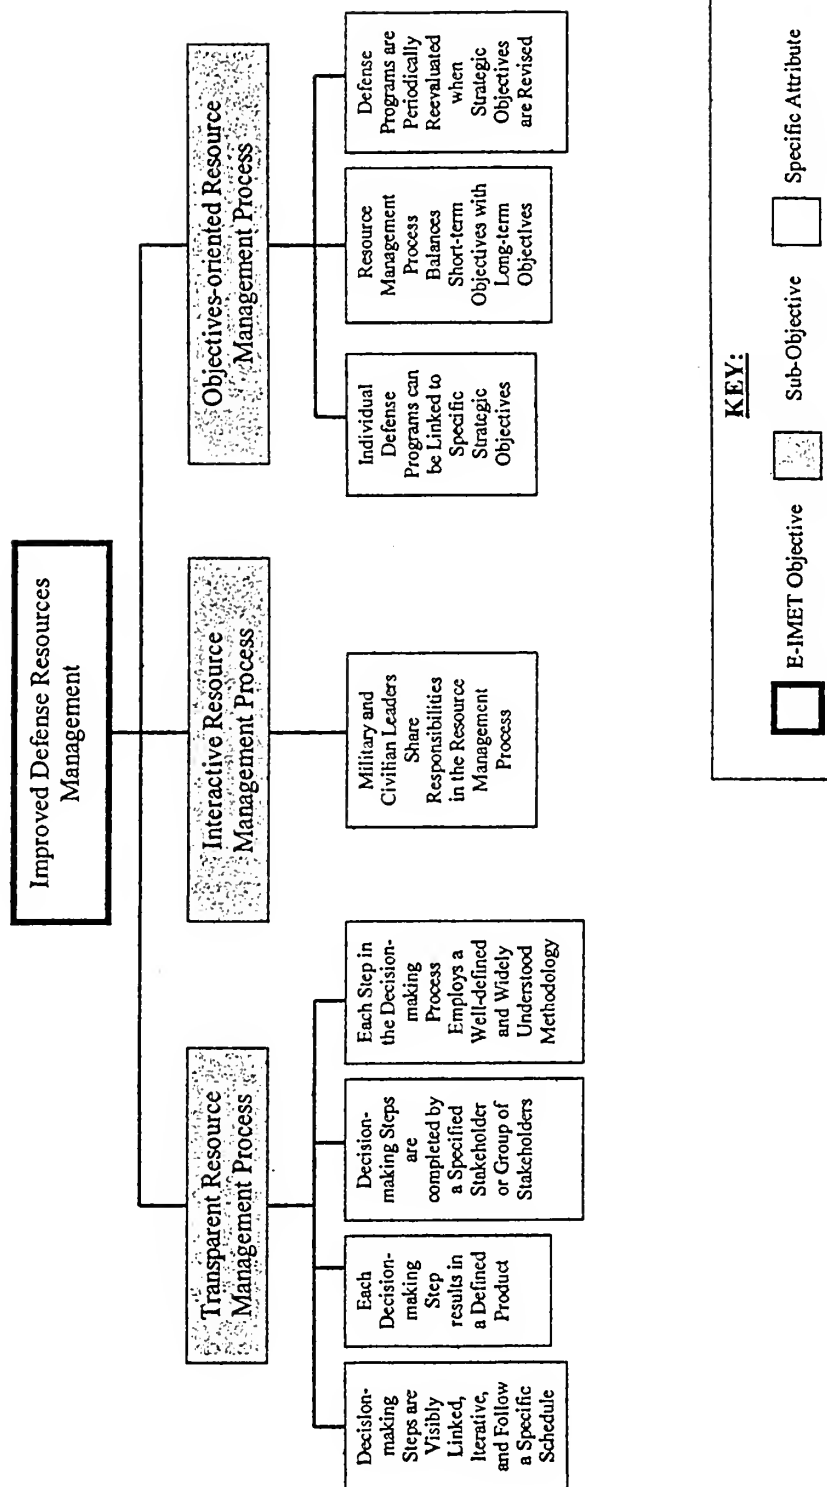 Improved Defense Resources
Management
Transparent Resource
Management Process
Interactive Resource
Management Process
Objectives-oriented Resource
Management Process
Decision-
making
Steps are
Visibly
Linked,
Iterative,
and Follow
a Specific
Schedule
Each
Decision-
making
Step
results in
a Defined
Product
Decision-
making Steps
are
completed by
a Specified
Stakeholder
or Group of
Stakeholders
Each Step in
the Decision-
making
Process
Employs a
Well-defined
and Widely
Understood
Methodology
Military and
Civilian Leaders
Share
Responsibilities
in the Resource
Management
Process
Individual
Defense
Programs can
be Linked to
Specific
Strategic
Objectives
Resource
Management
Process
Balances
Short-term
Objectives with
Long-term
Objectives
Defense
Programs are
Periodically
Reevaluated
when
Strategic
Objectives
are Revised
KEY:
E-IMET Objective
Sub-Objective
Specific Attribute